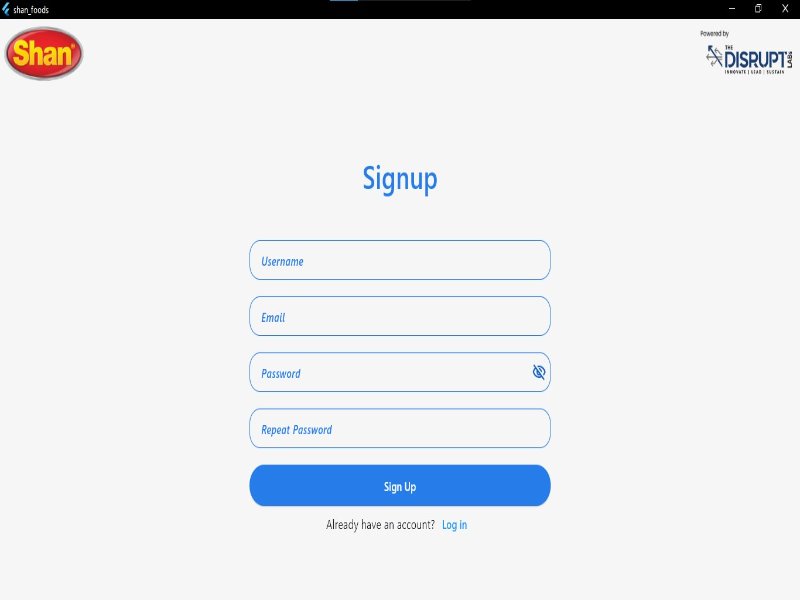 shan_foods
Shan
Powered by
THE
DISRUPT
LABS
INNOVATE | LEAD | SUSTAIN
Signup
Username
Email
Password
Repeat Password
Sign Up
Already have an account? Log in